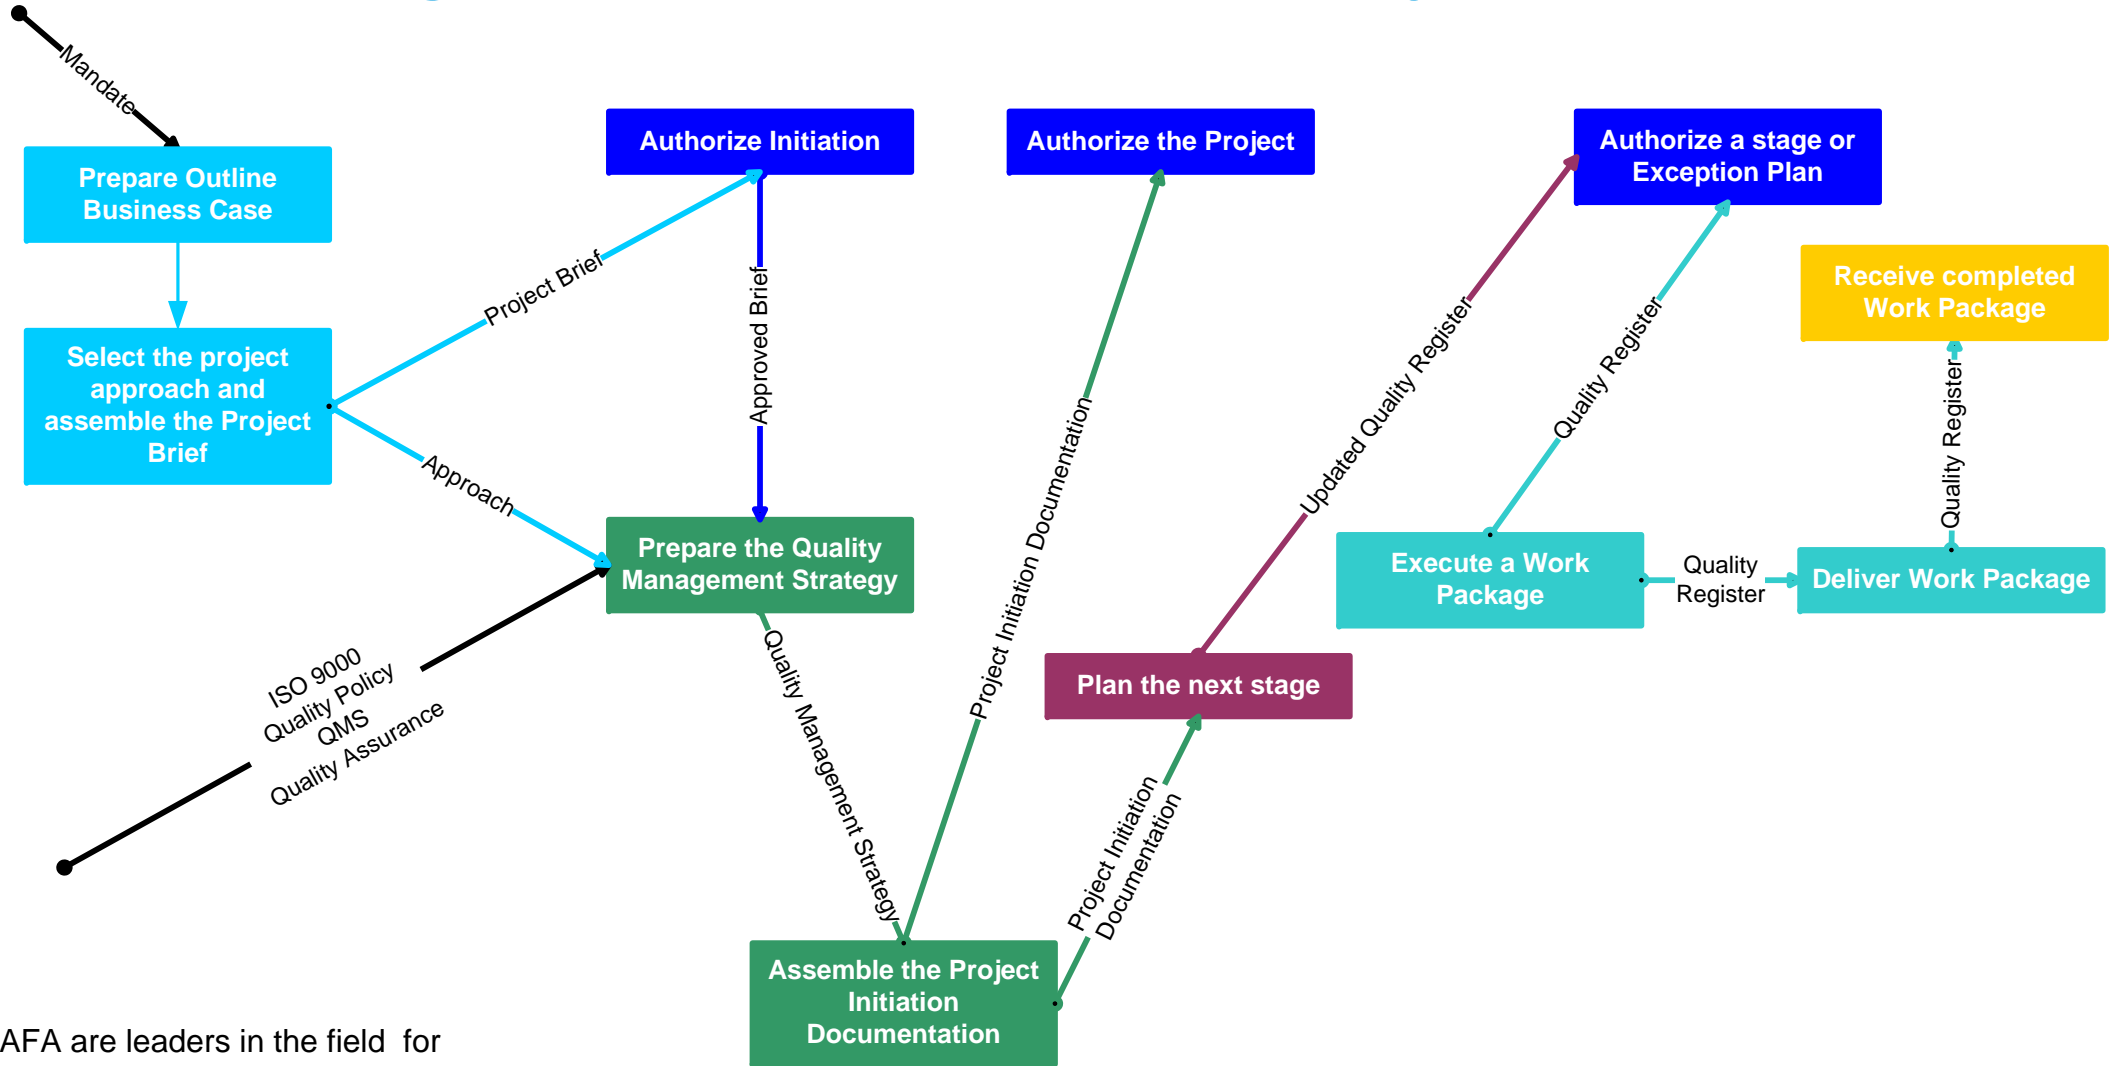 Mandate
Prepare Outline
Business Case
Select the project
approach and
assemble the Project
Brief
Project Brief
Approach
Authorize Initiation
Approved Brief
Prepare the Quality
Management Strategy
ISO 9000
Quality Policy
QMS
Quality Assurance
Quality Management Strategy
Assemble the Project
Initiation
Documentation
Project Initiation Documentation
Authorize the Project
Project Initiation
Documentation
Plan the next stage
Updated Quality Register
Authorize a stage or
Exception Plan
Quality Register
Execute a Work
Package
Quality
Register
Deliver Work Package
Quality Register
Receive completed
Work Package
AFA are leaders in the field for